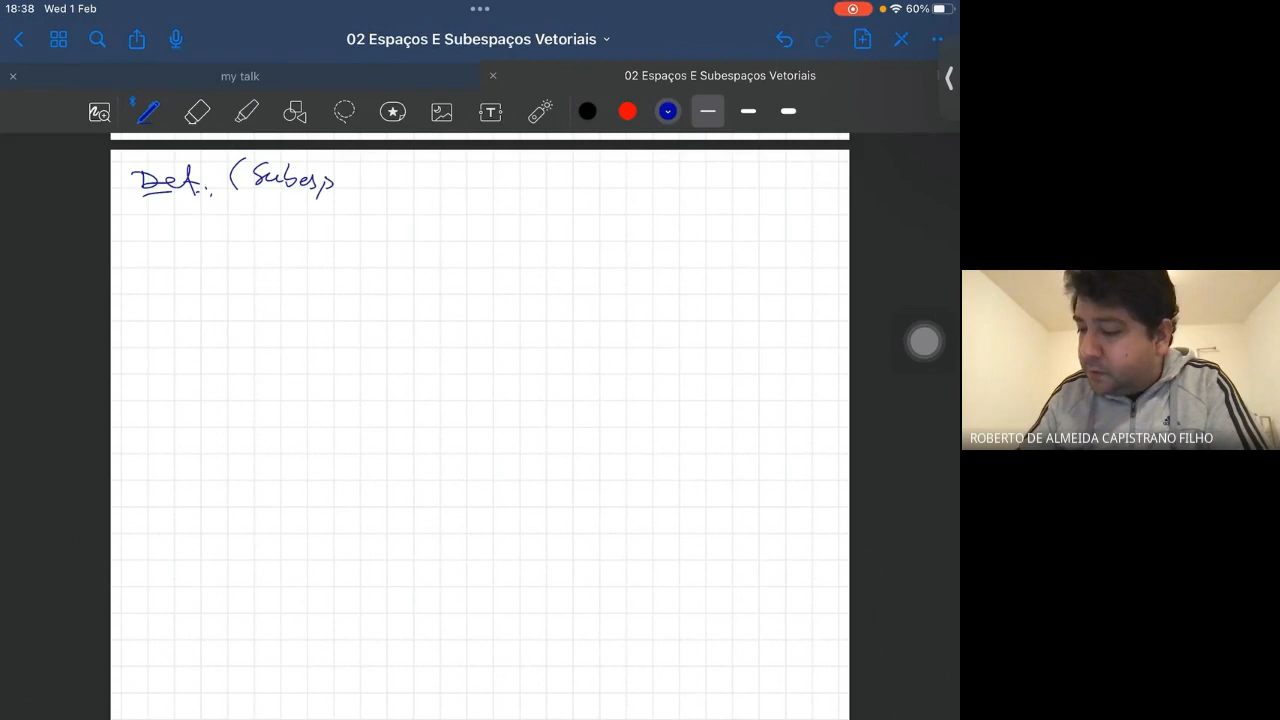 18:38 Wed 1 Feb
60%
02 Espaços E Subespaços Vetoriais
my talk
02 Espaços E Subespaços Vetoriais
T
Def.: (Subesp
ROBERTO DE ALMEIDA CAPISTRANO FILHO